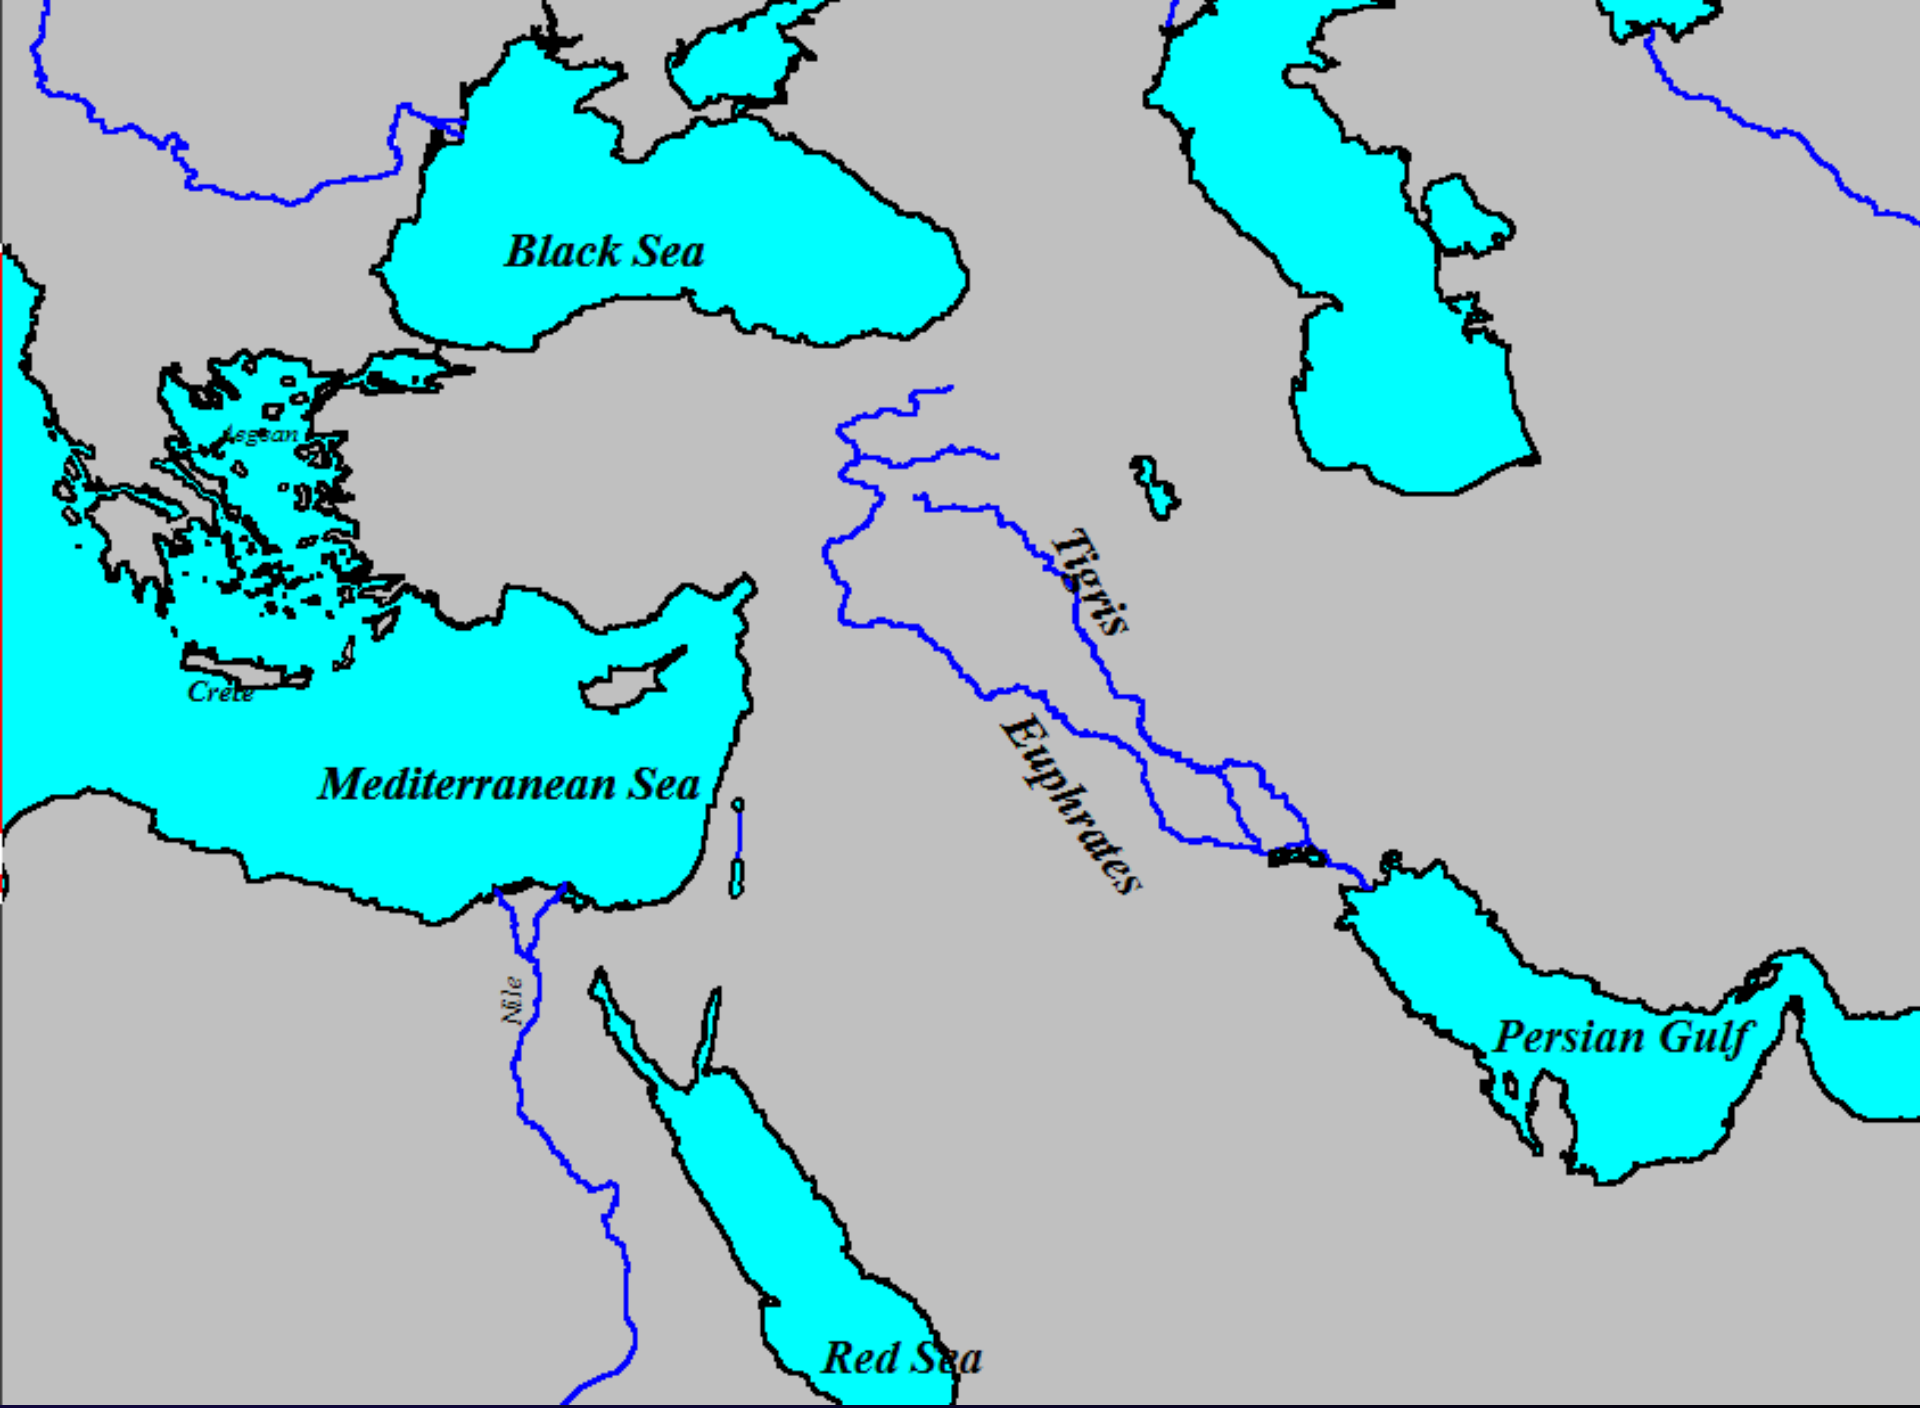 Black Sea
Aegean
Tigris
Crete
Euphrates
Mediterranean Sea
Nile
Persian Gulf
Red Sea